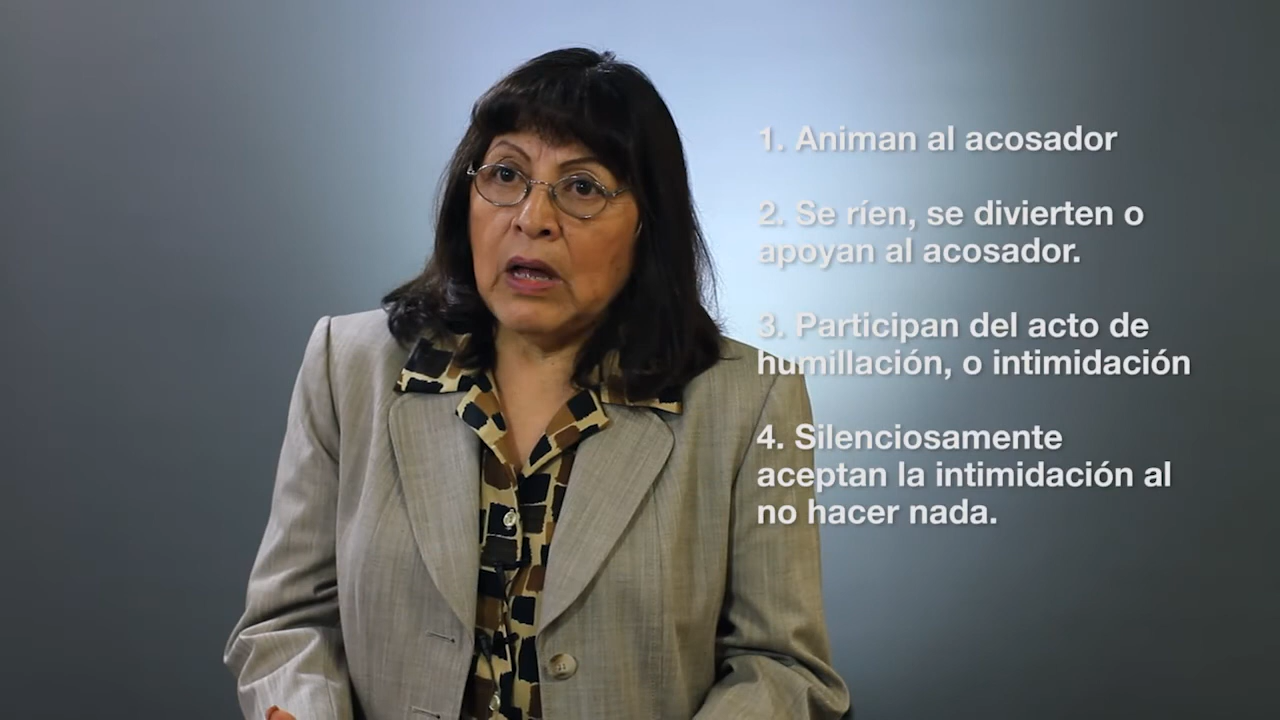 1. Animan al acosador
2. Se ríen, se divierten o
apoyan al acosador.
3. Participan del acto de
humillación, o intimidación
4. Silenciosamente
aceptan la intimidación al
no hacer nada.